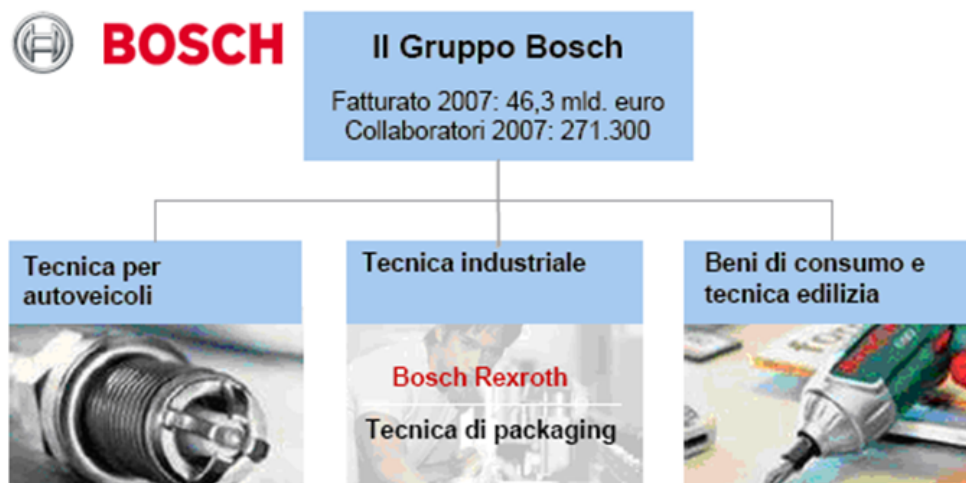 BOSCH
Il Gruppo Bosch
Fatturato 2007: 46,3 mld. euro
Collaboratori 2007: 271.300
Tecnica per
autoveicoli
Tecnica industriale
Beni di consumo e
tecnica edilizia
Bosch Rexroth
Tecnica di packaging